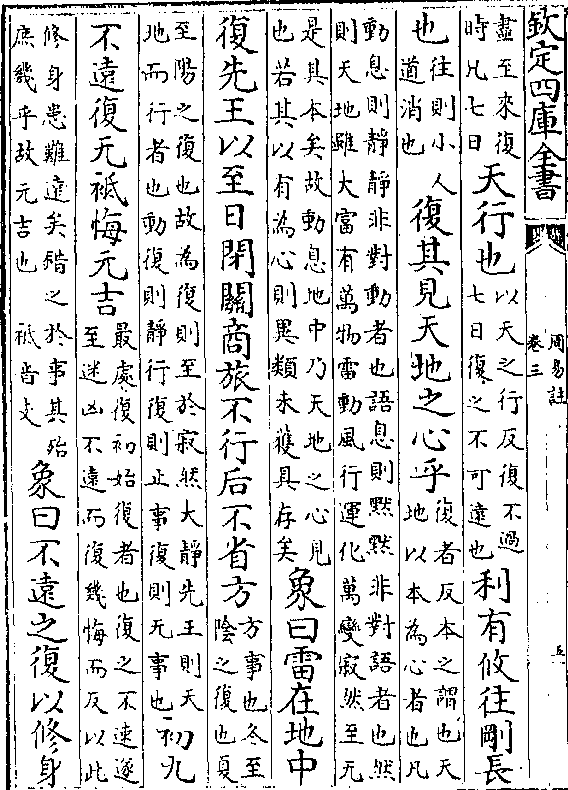 欽定四庫全書
周易註
卷三
五
盡至來復
時凡七日
天行也
以天之行反復不過
七日復之不可遠也
利有攸往剛長
也
往則小人
道消也
復其見天地之心乎
復者反本之謂也天
地以本為心者也凡
動息則靜靜非對動者也語息則黙黙非對語者也然
則天地雖大富有萬物雷動風行運化萬變寂然至无
是其本矣故動息地中乃天地之心見
也若其以有為心則異類未獲具存矣
象曰雷在地中
復先王以至日閉關商旅不行后不省方
方事也冬至
陰之復也夏
至陽之復也故為復則至於寂然大靜先王則天
地而行者也動復則靜行復則止事復則无事也
初九
不遠復无祗悔元吉
最處復初始復者也復之不速遂
至迷凶不遠而復幾悔而反以此
修身患難遠矣錯之於事其殆
庶幾乎故元吉也 祗音支
象曰不遠之復以修身